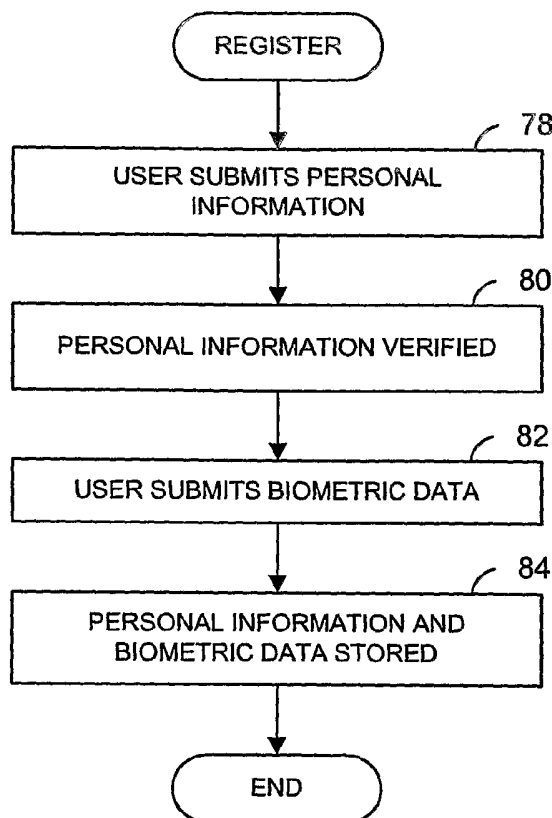 REGISTER
78
USER SUBMITS PERSONAL
INFORMATION
80
PERSONAL INFORMATION VERIFIED
82
USER SUBMITS BIOMETRIC DATA
84
PERSONAL INFORMATION AND
BIOMETRIC DATA STORED
END